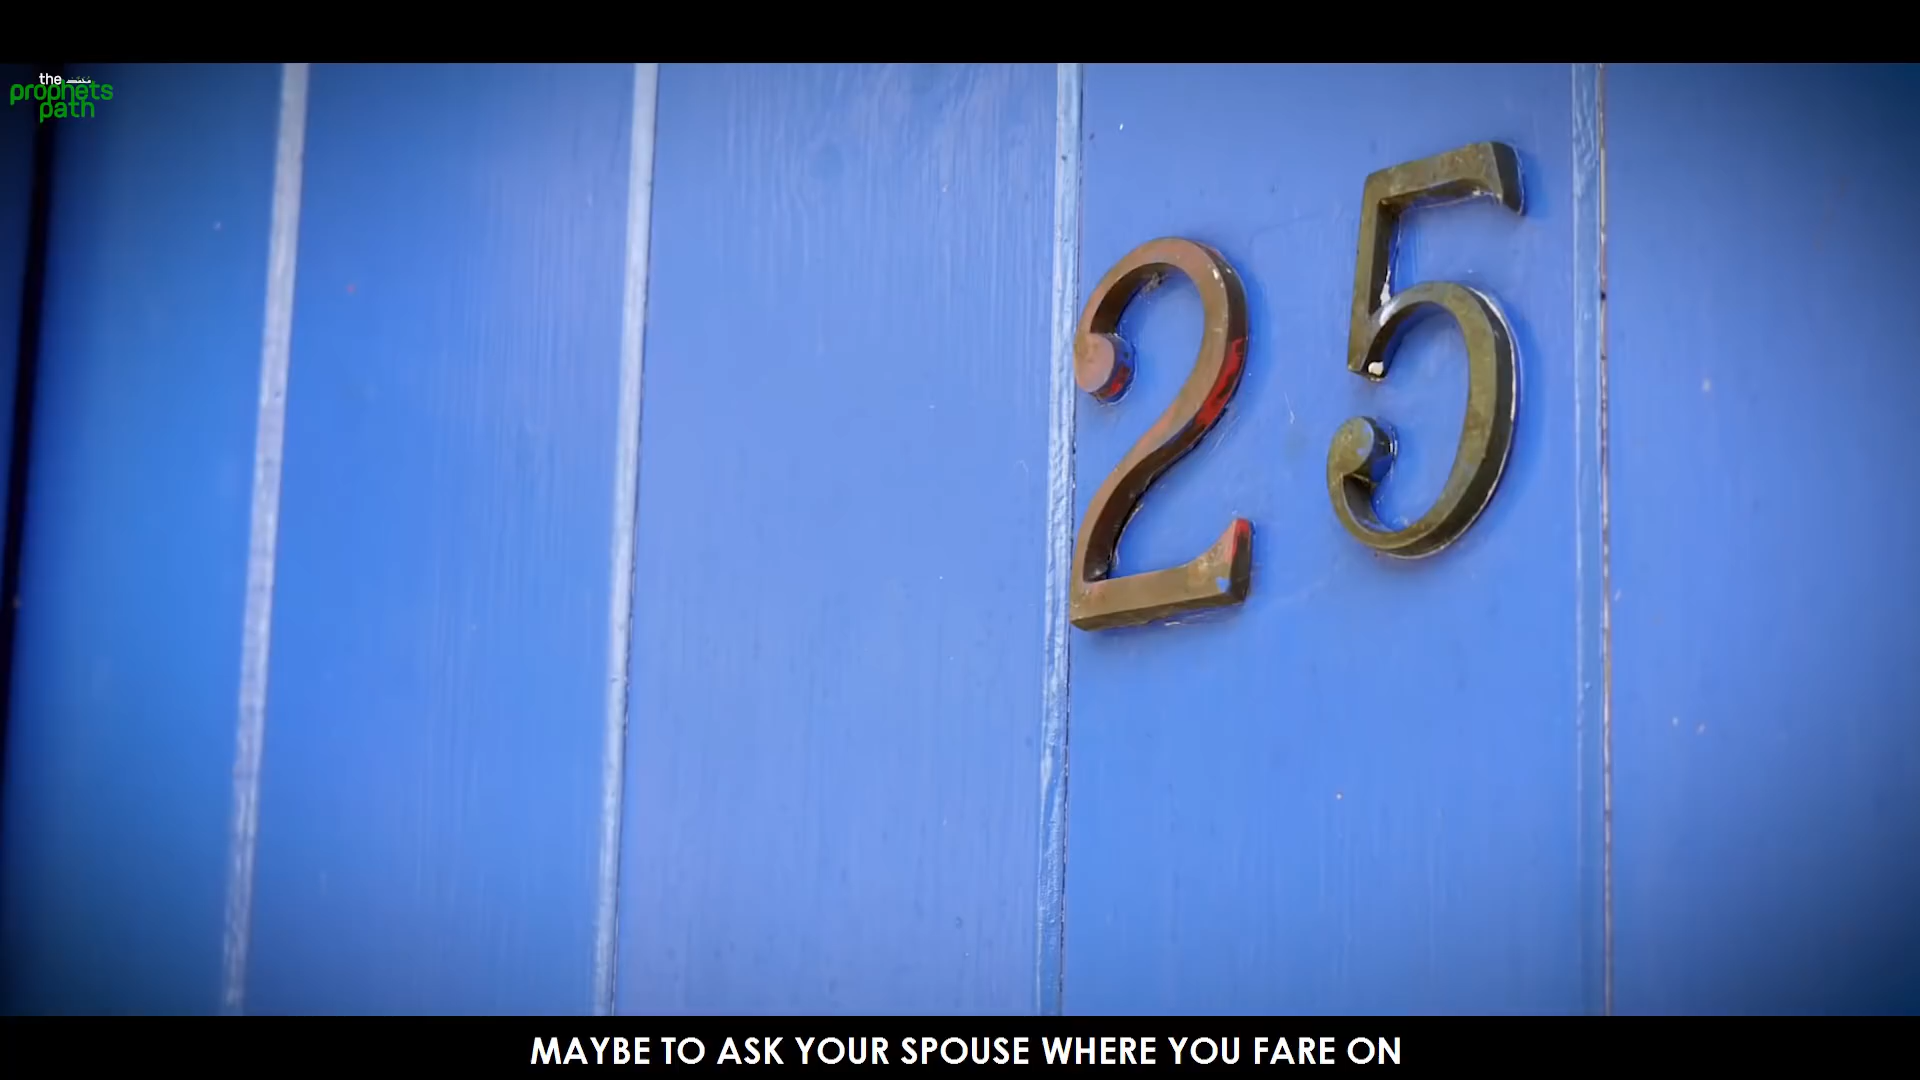 the
prophets
path
25
MAYBE TO ASK YOUR SPOUSE WHERE YOU FARE ON